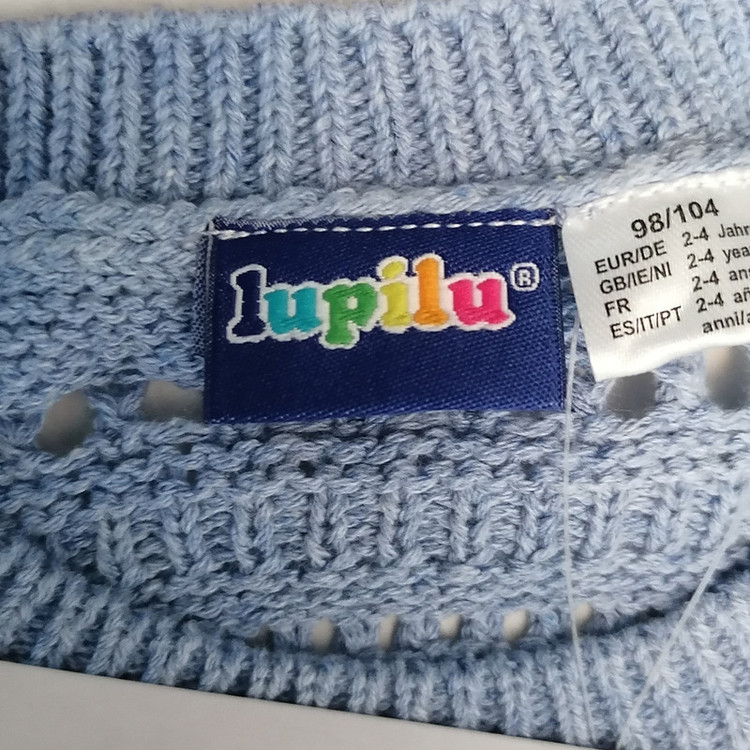 lupilu®
98/104
EUR/DE 2-4 Jahr
GB/IE/NI 2-4 yea
FR 2-4 ans
ES/IT/PT 2-4 añ
anni/a